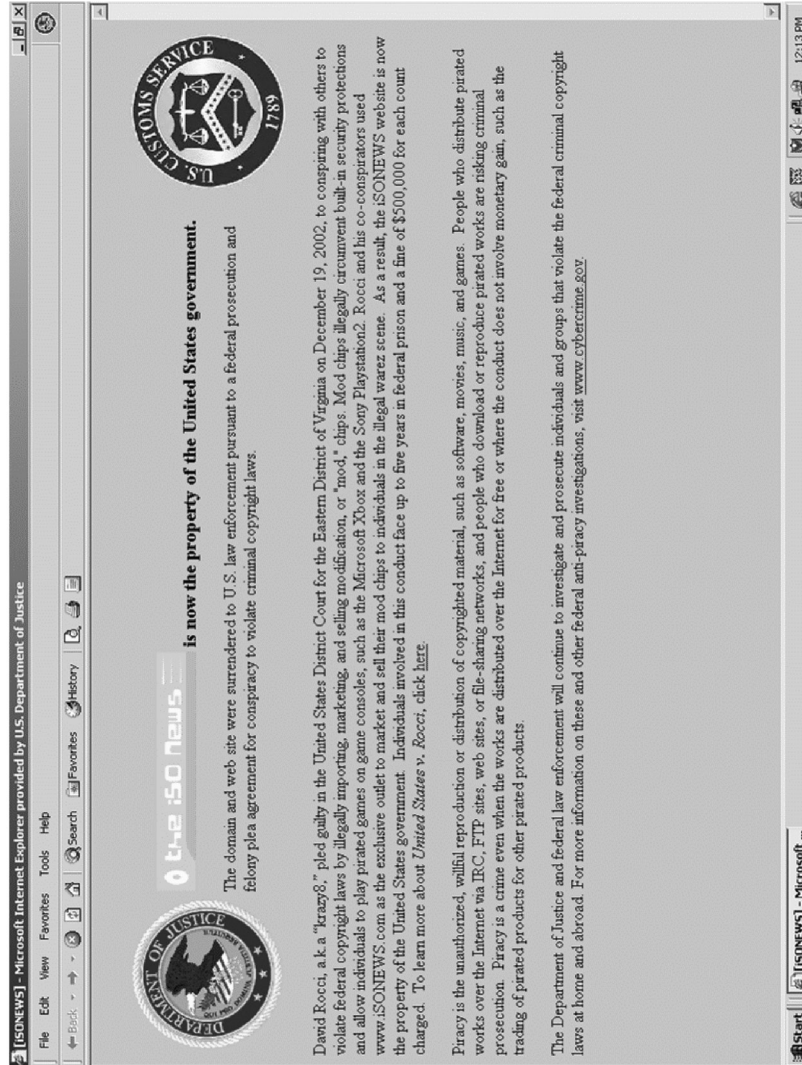 [iSONEWS] - Microsoft Internet Explorer provided by U.S. Department of Justice
File Edit View Favorites Tools Help
Back Search Favorites History
DEPARTMENT OF JUSTICE
QUI PRO DOMINA JUSTITIA SEQUITUR
the iSO news
is now the property of the United States government.
U.S. CUSTOMS SERVICE
1789
The domain and web site were surrendered to U.S. law enforcement pursuant to a federal prosecution and
felony plea agreement for conspiracy to violate criminal copyright laws.
David Rocci, a.k.a "krazy8," pled guilty in the United States District Court for the Eastern District of Virginia on December 19, 2002, to conspiring with others to
violate federal copyright laws by illegally importing, marketing, and selling modification, or "mod," chips. Mod chips illegally circumvent built-in security protections
and allow individuals to play pirated games on game consoles, such as the Microsoft Xbox and the Sony Playstation2. Rocci and his co-conspirators used
www.iSONEWS.com as the exclusive outlet to market and sell their mod chips to individuals in the illegal warez scene. As a result, the iSONEWS website is now
the property of the United States government. Individuals involved in this conduct face up to five years in federal prison and a fine of $500,000 for each count
charged. To learn more about United States v. Rocci, click here.
Piracy is the unauthorized, willful reproduction or distribution of copyrighted material, such as software, movies, music, and games. People who distribute pirated
works over the Internet via IRC, FTP sites, web sites, or file-sharing networks, and people who download or reproduce pirated works are risking criminal
prosecution. Piracy is a crime even when the works are distributed over the Internet for free or where the conduct does not involve monetary gain, such as the
trading of pirated products for other pirated products.
The Department of Justice and federal law enforcement will continue to investigate and prosecute individuals and groups that violate the federal criminal copyright
laws at home and abroad. For more information on these and other federal anti-piracy investigations, visit www.cybercrime.gov.
Start [iSONEWS] - Microsoft ... 12:13 PM